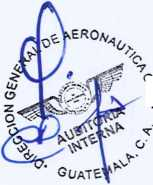 DIRECCION GENERAL DE AERONAUTICA C
AUDITORIA
INTERNA
GUATEMALA, C. A.